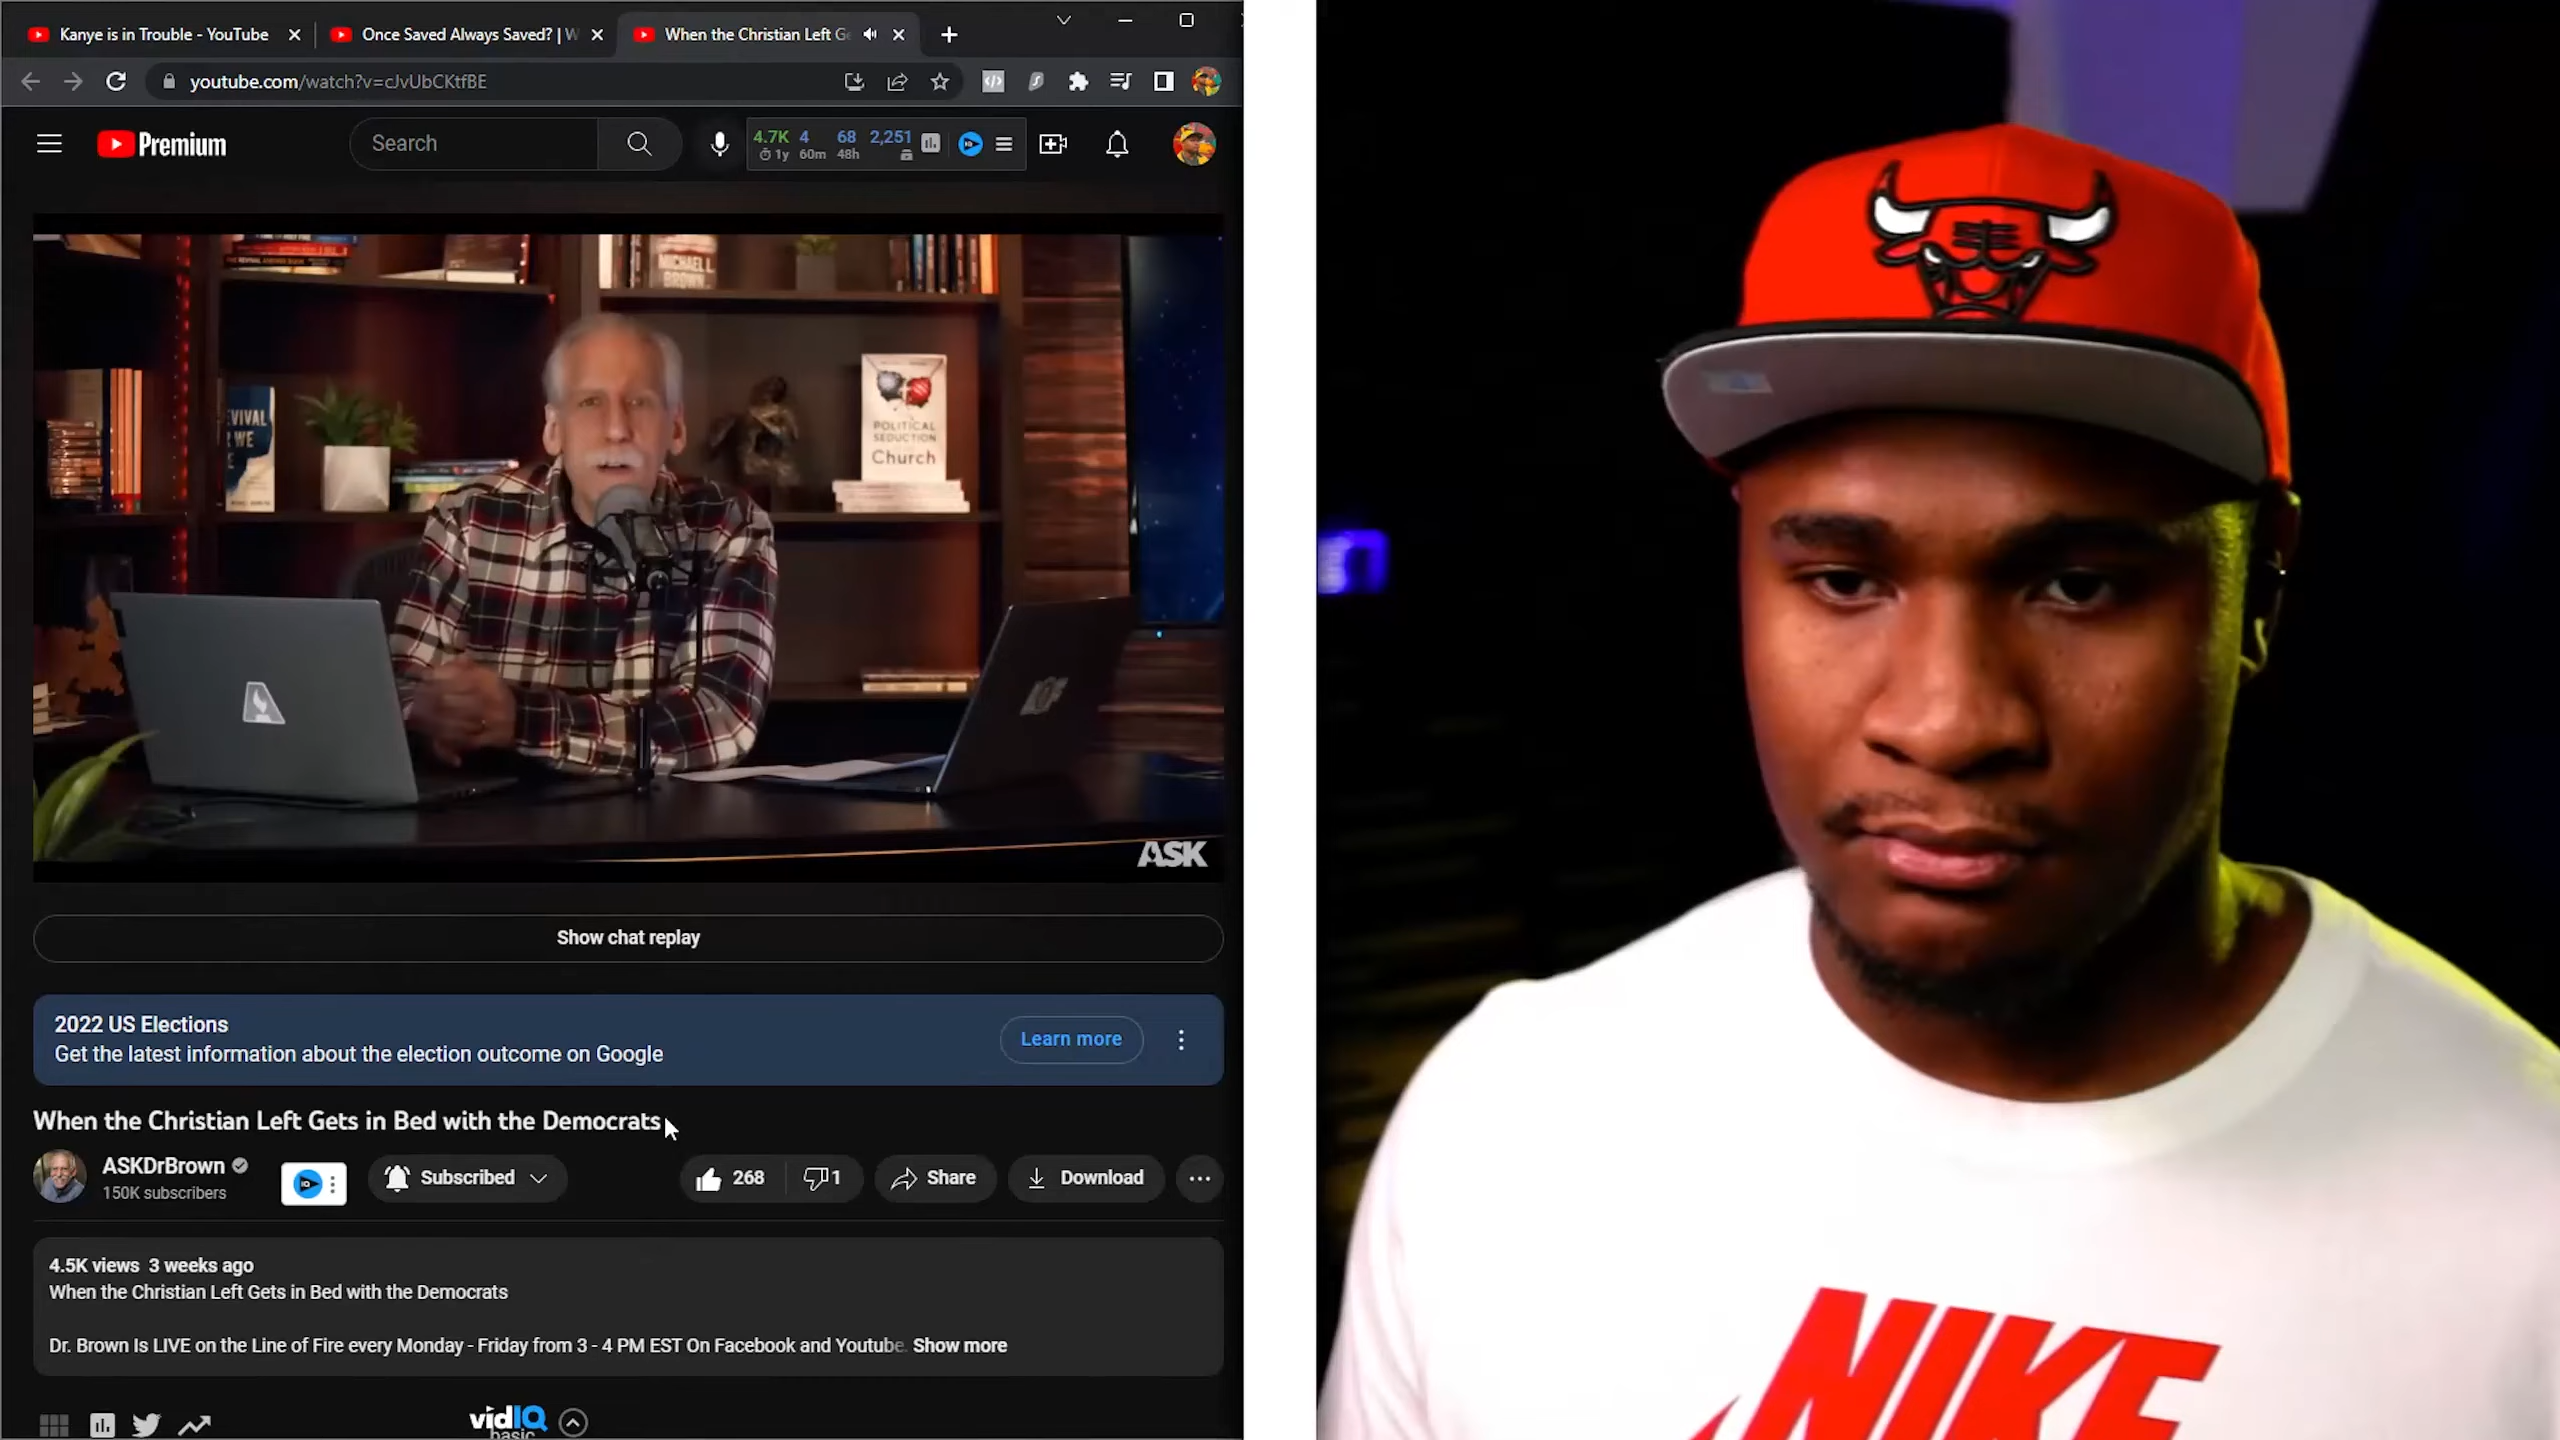 Kanye is in Trouble - YouTube
Once Saved Always Saved? | W
When the Christian Left G
youtube.com/watch?v=cJvUbCKtfBE
Premium
Search
4.7K 4 68 2,251
1y 60m 48h
MICHAEL L.
BROWN
EVIVAL
WE
POLITICAL
SEDUCTION
Church
ASK
Show chat replay
2022 US Elections
Get the latest information about the election outcome on Google
Learn more
When the Christian Left Gets in Bed with the Democrats
ASKDrBrown
150K subscribers
Subscribed
268
1
Share
Download
4.5K views 3 weeks ago
When the Christian Left Gets in Bed with the Democrats
Dr. Brown Is LIVE on the Line of Fire every Monday - Friday from 3 - 4 PM EST On Facebook and Youtube. Show more
vidIQ
basic
NIKE